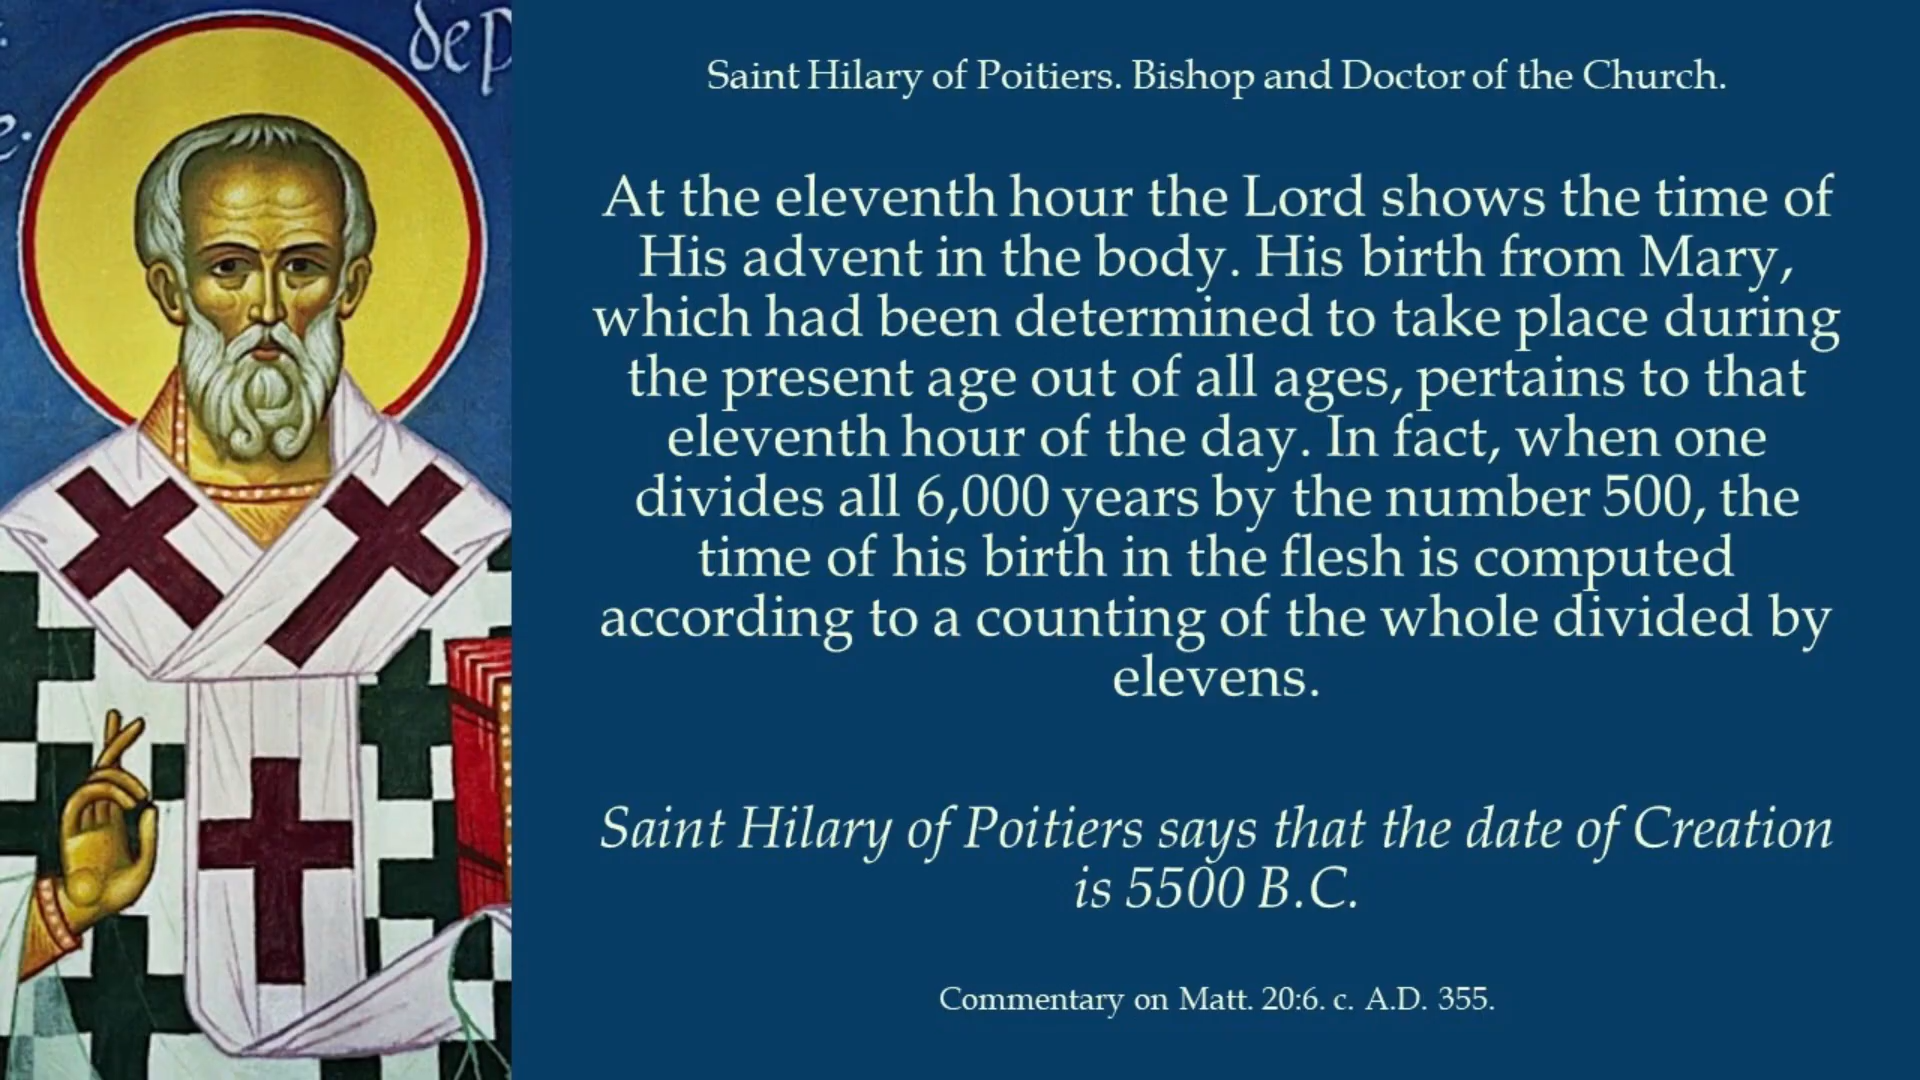 δερ
e.
Saint Hilary of Poitiers. Bishop and Doctor of the Church.
At the eleventh hour the Lord shows the time of
His advent in the body. His birth from Mary,
which had been determined to take place during
the present age out of all ages, pertains to that
eleventh hour of the day. In fact, when one
divides all 6,000 years by the number 500, the
time of his birth in the flesh is computed
according to a counting of the whole divided by
elevens.
Saint Hilary of Poitiers says that the date of Creation
is 5500 B.C.
Commentary on Matt. 20:6. c. A.D. 355.